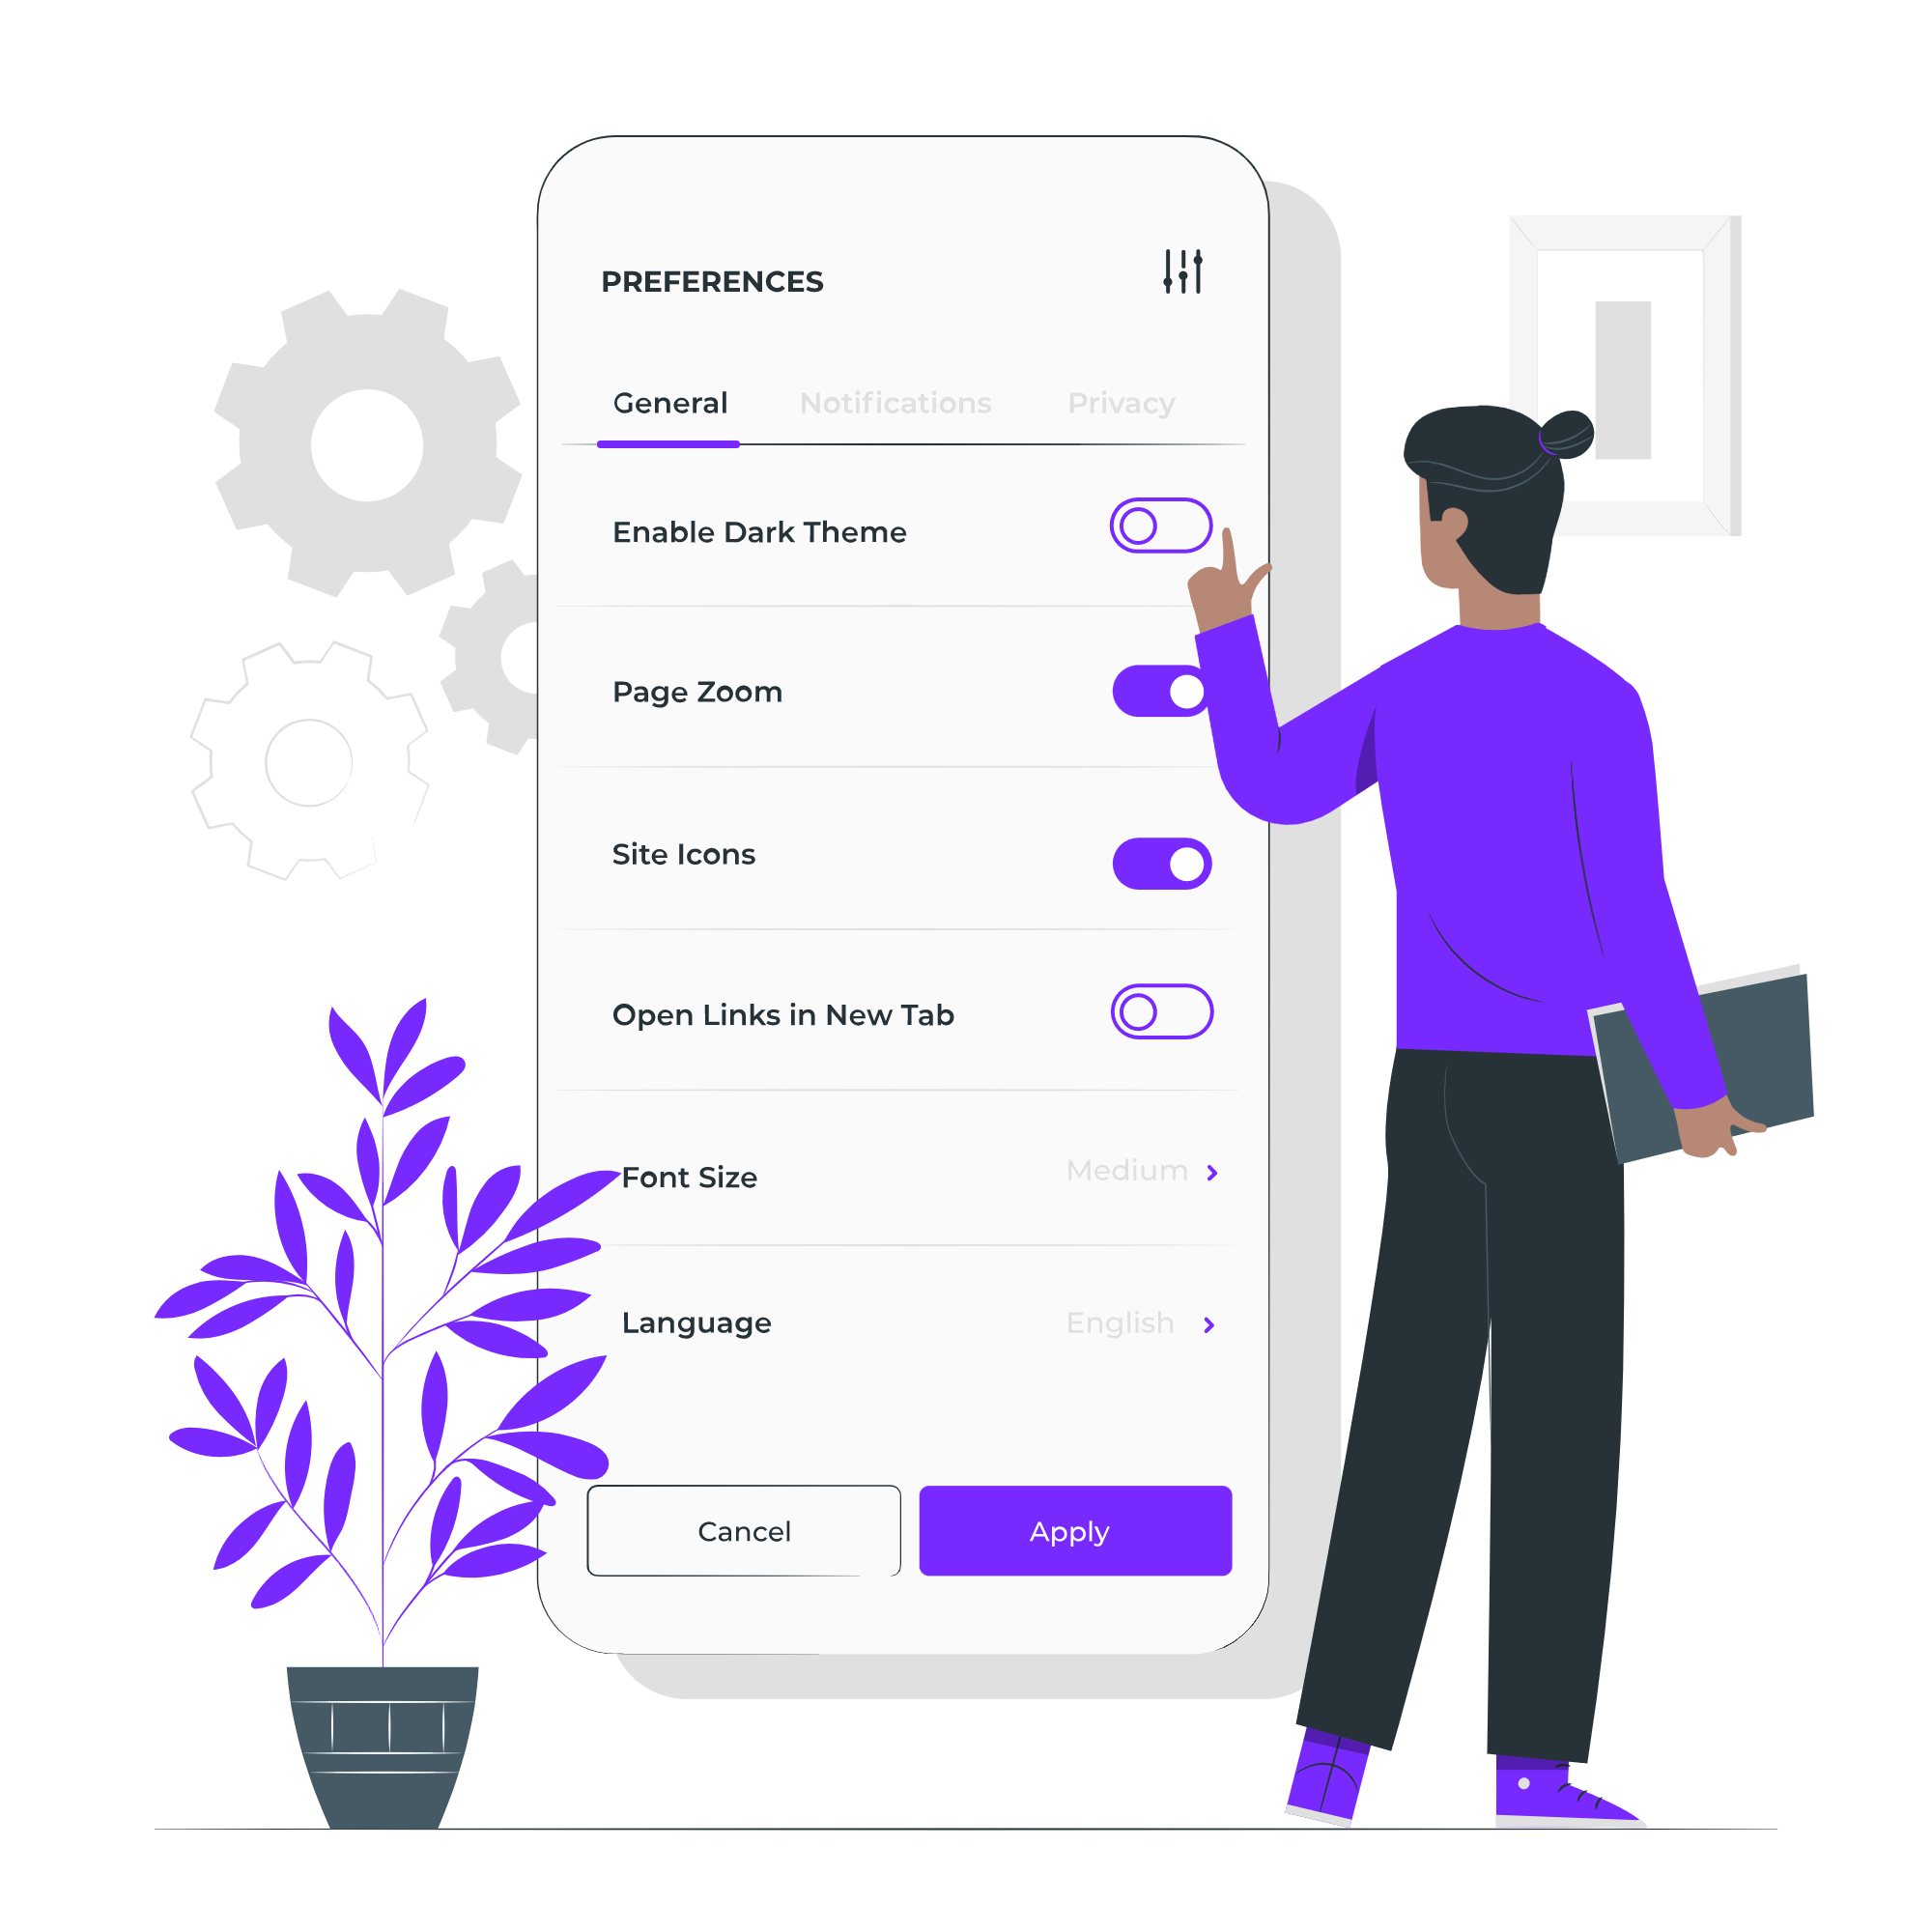 PREFERENCES
General Notifications Privacy
Enable Dark Theme
Page Zoom
Site Icons
Open Links in New Tab
Font Size Medium
Language English
Cancel Apply